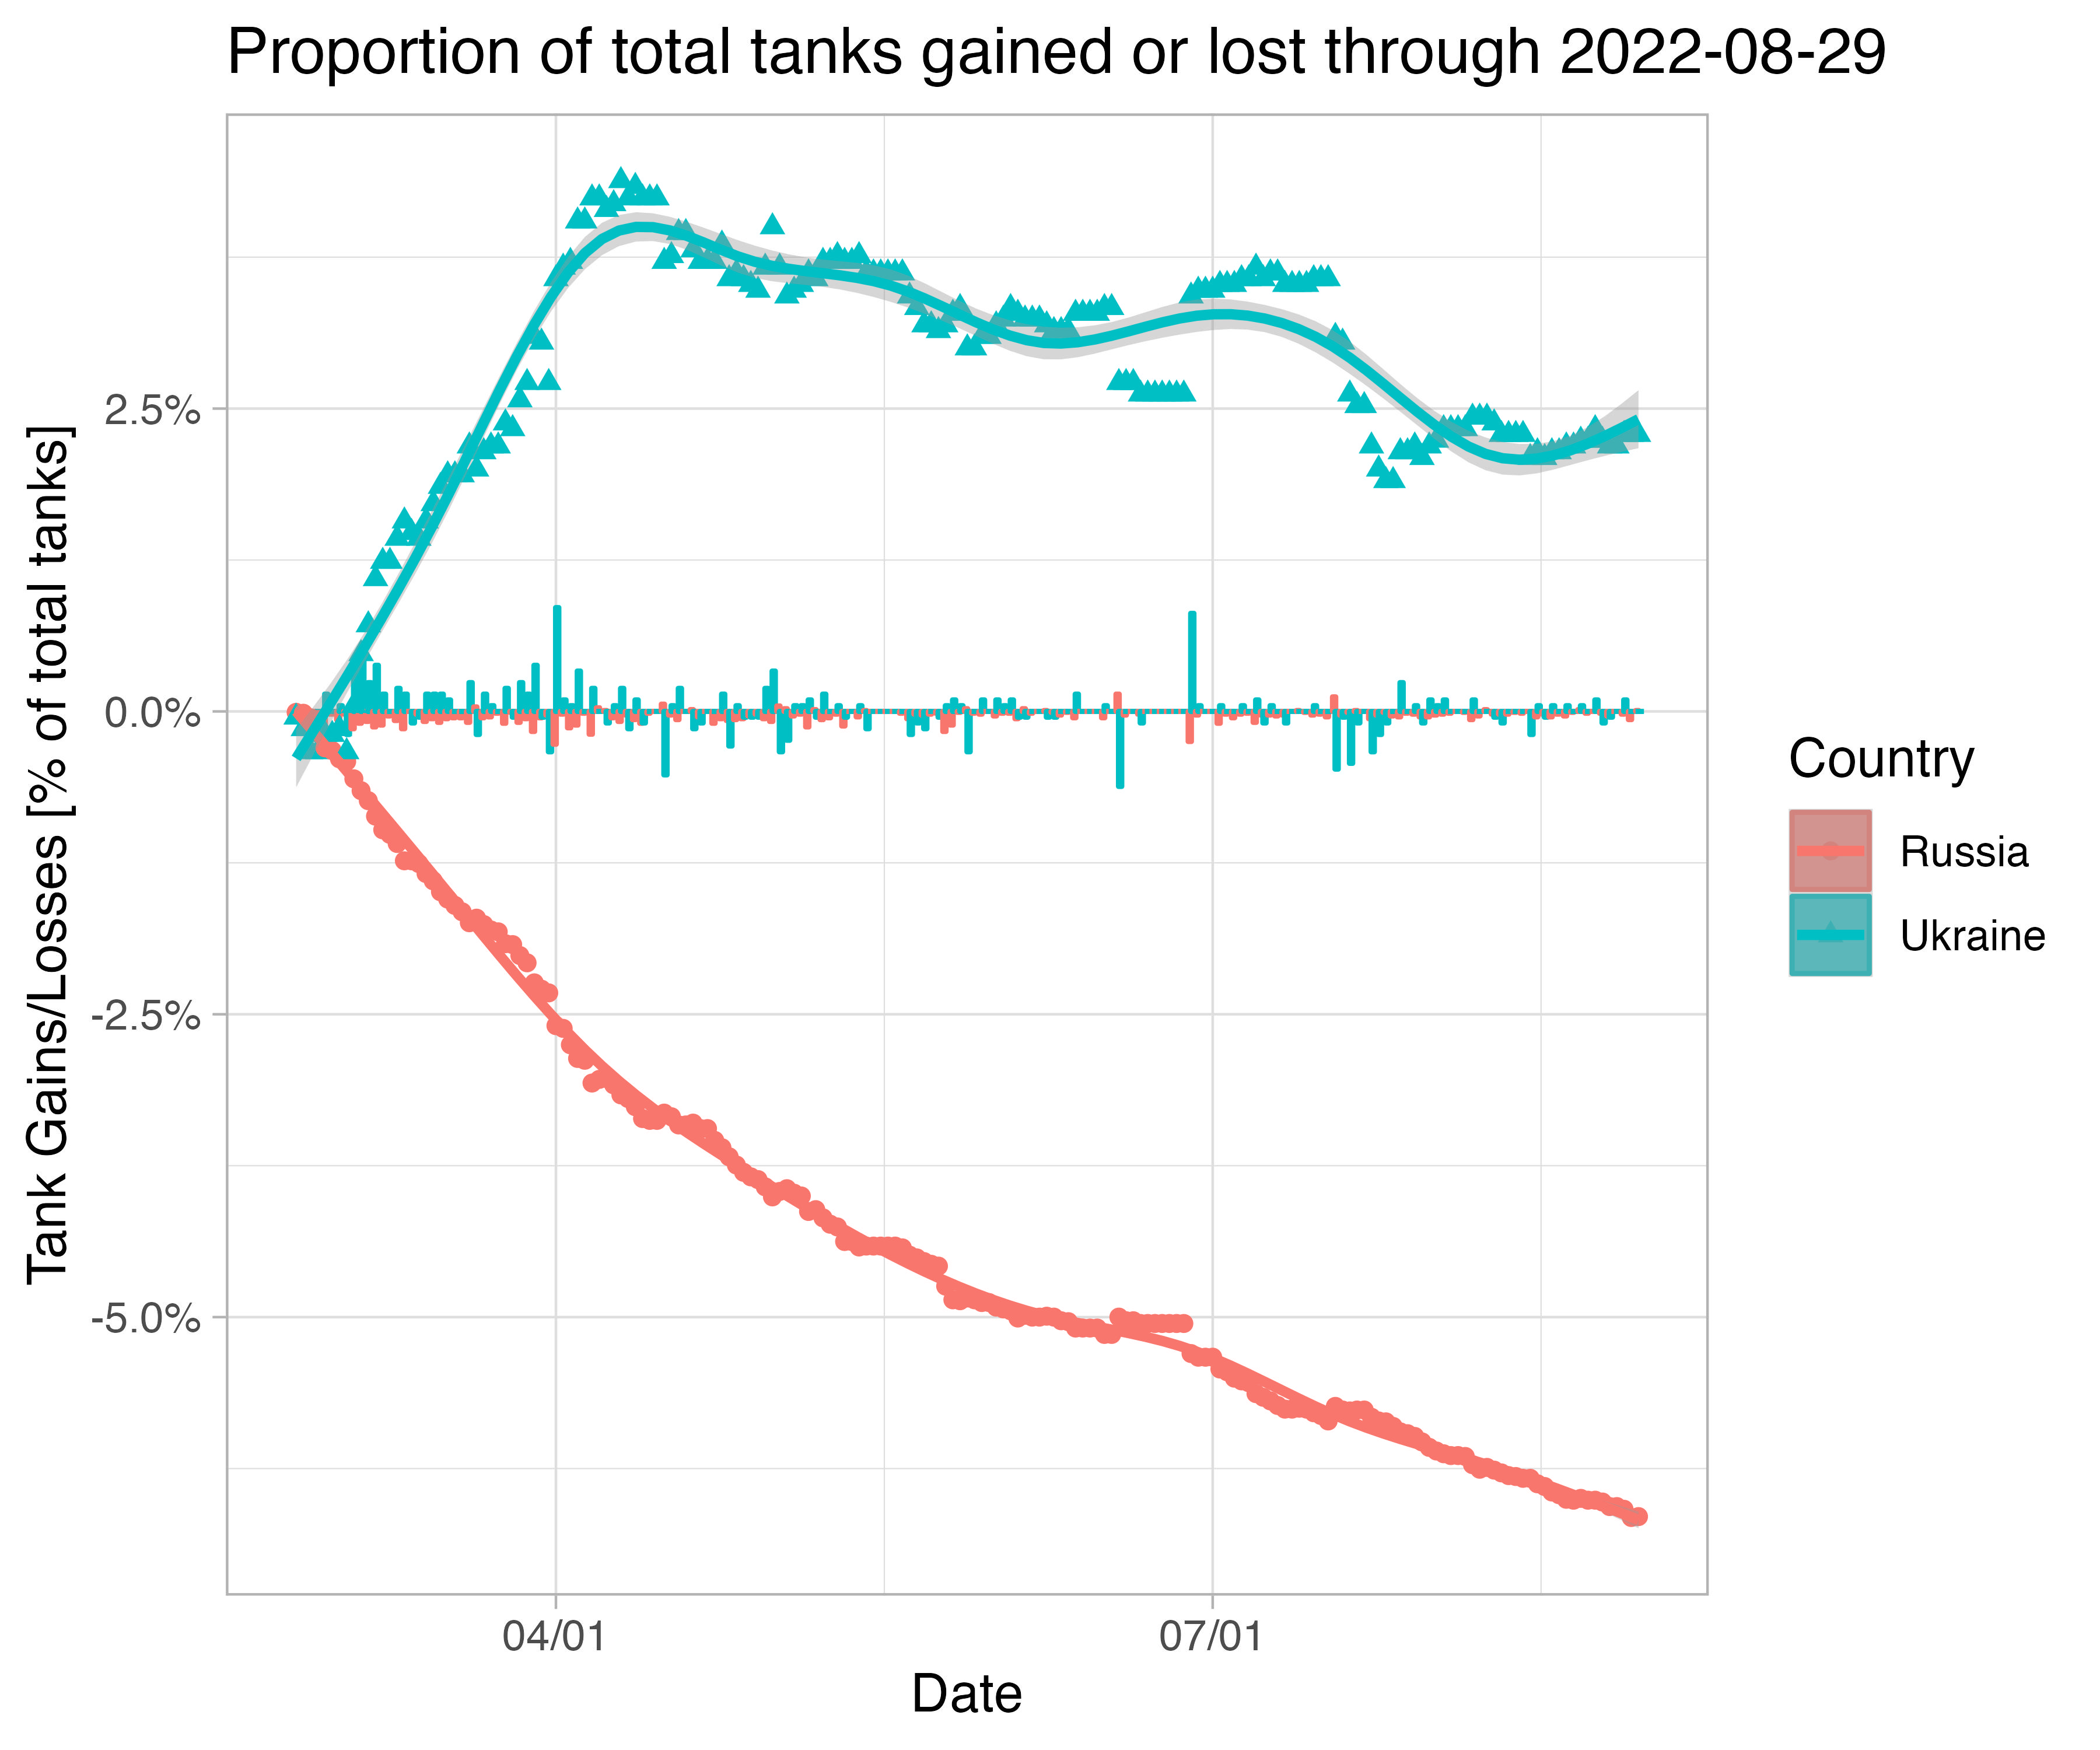 Proportion of total tanks gained or lost through 2022-08-29
Tank Gains/Losses [% of total tanks]
2.5%
0.0%
-2.5%
-5.0%
04/01
07/01
Date
Country
Russia
Ukraine